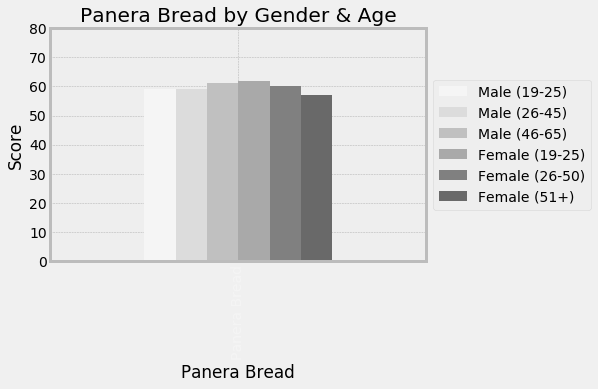 Panera Bread by Gender & Age
80
70
60
50
40
30
20
10
0
Score
Panera Bread
Male (19-25)
Male (26-45)
Male (46-65)
Female (19-25)
Female (26-50)
Female (51+)